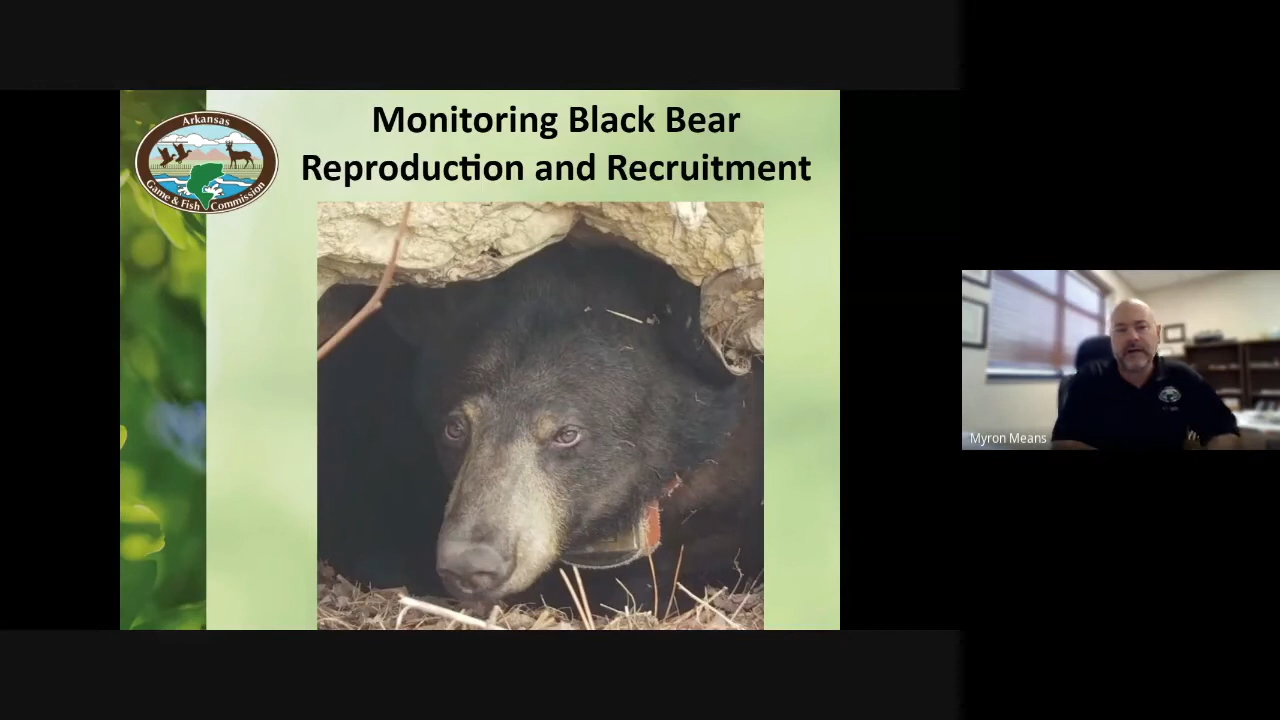 Arkansas
Game & Fish Commission
Monitoring Black Bear
Reproduction and Recruitment
Myron Means